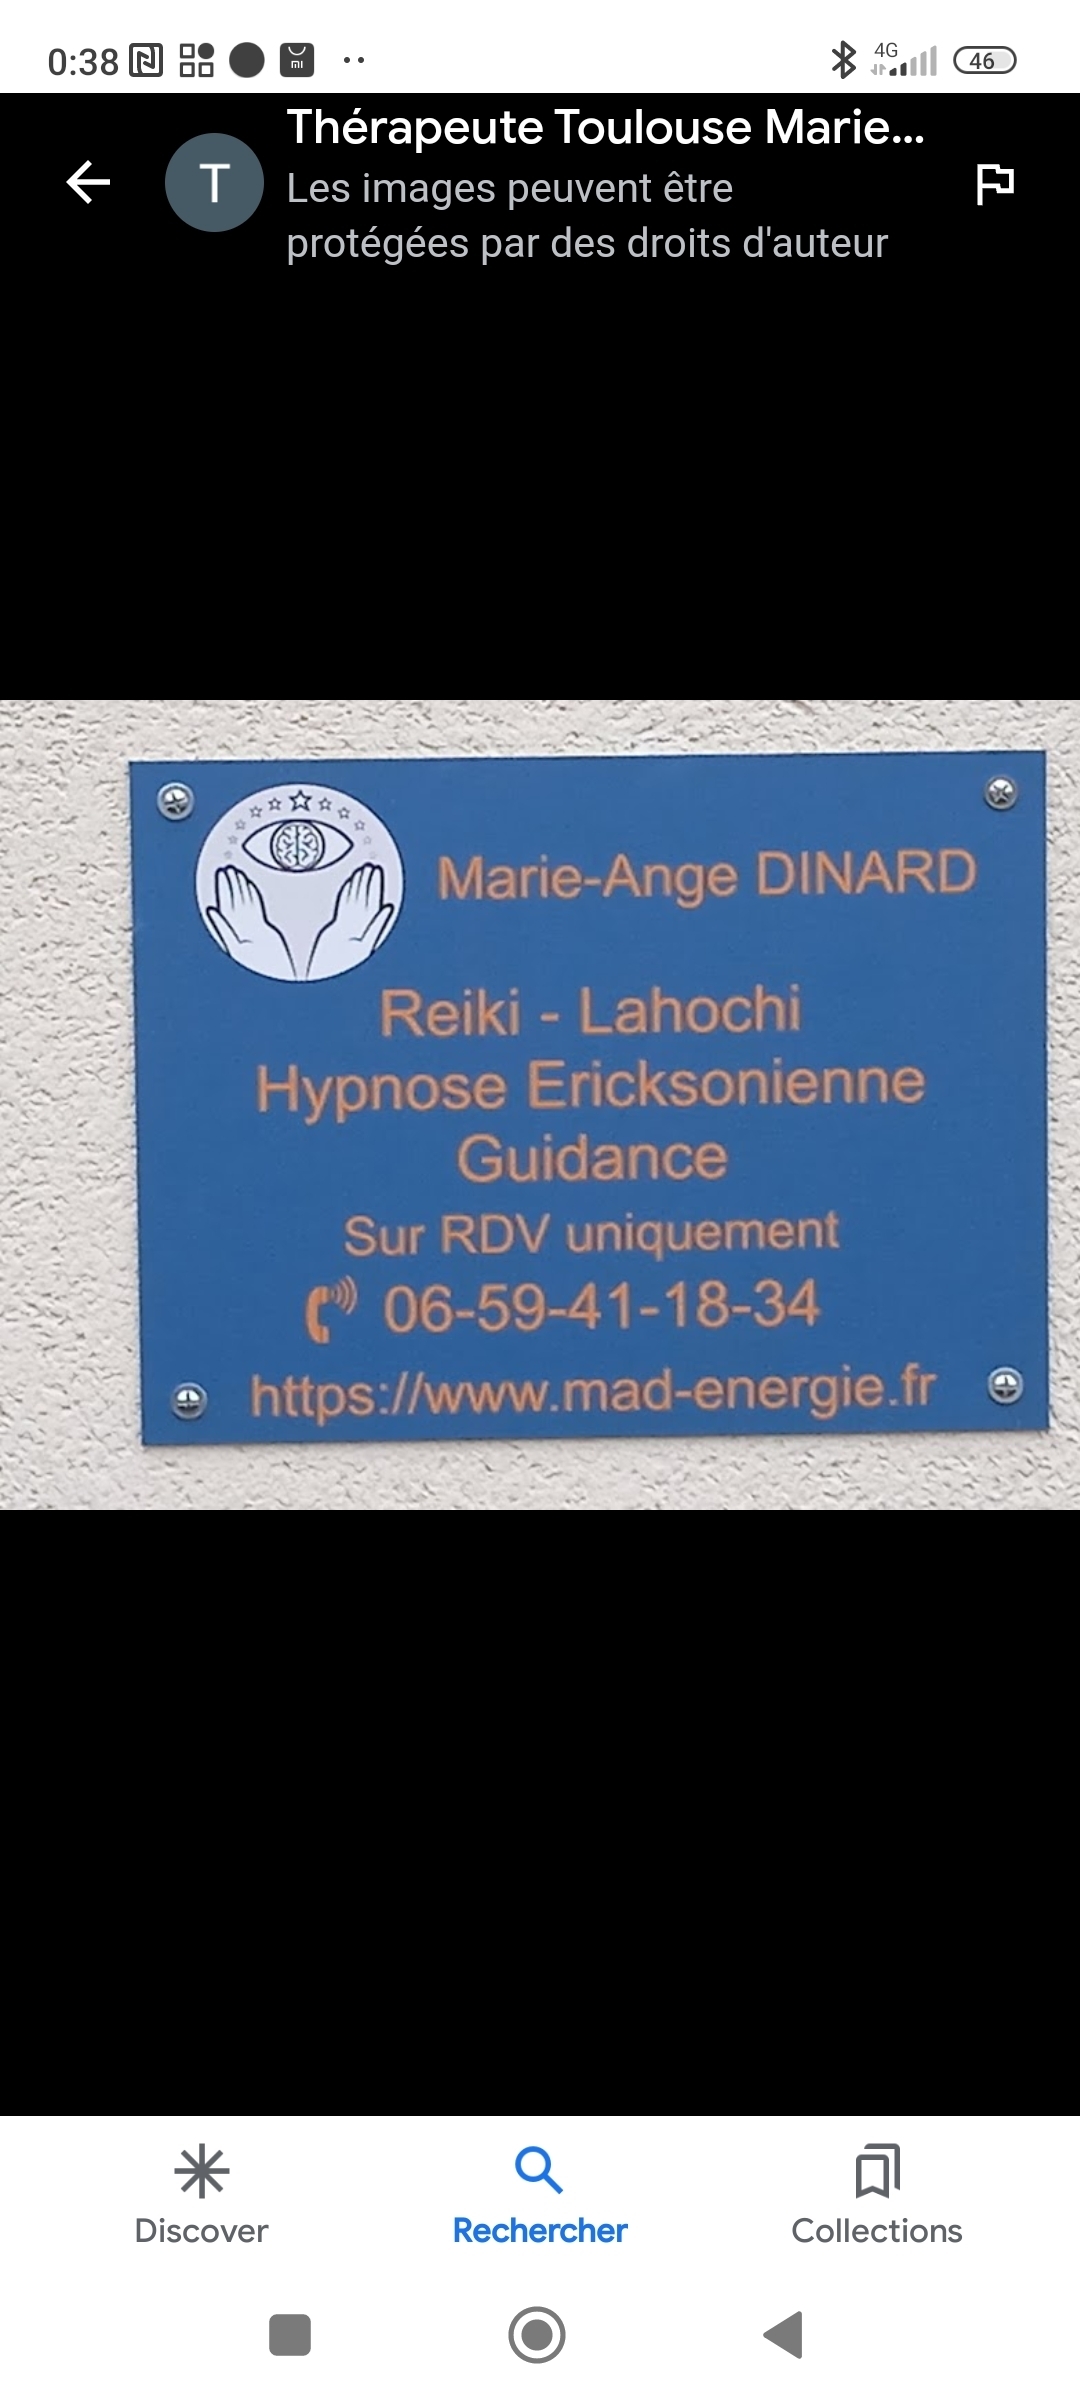 0:38
4G
46
T
Thérapeute Toulouse Marie...
Les images peuvent être
protégées par des droits d'auteur
Marie-Ange DINARD
Reiki - Lahochi
Hypnose Ericksonienne
Guidance
Sur RDV uniquement
06-59-41-18-34
https://www.mad-energie.fr
Discover
Rechercher
Collections